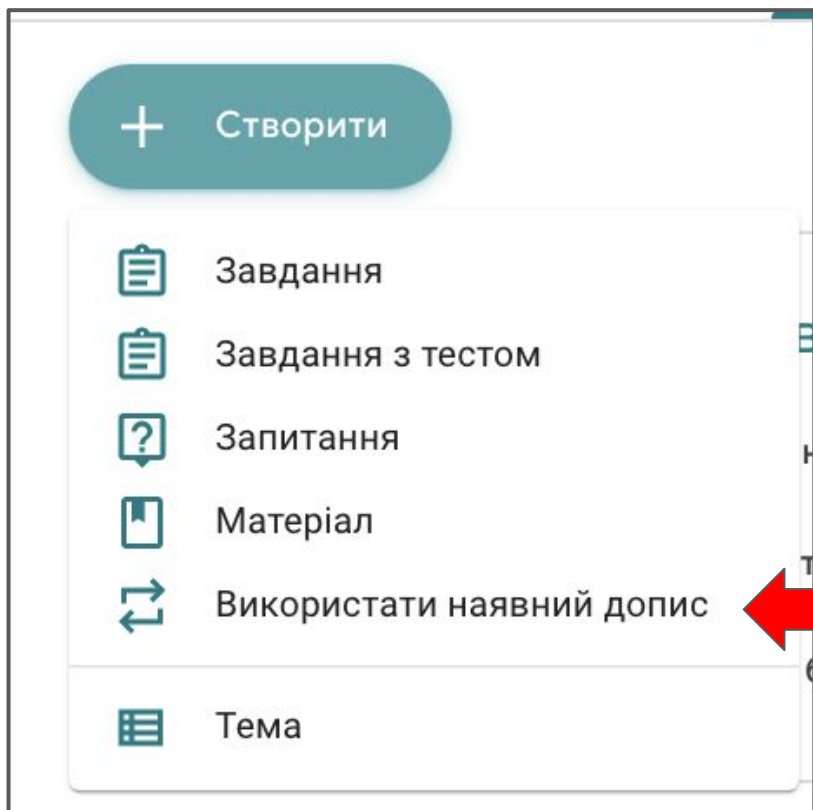 Створити
Завдання
Завдання з тестом
Запитання
Матеріал
Використати наявний допис
Тема